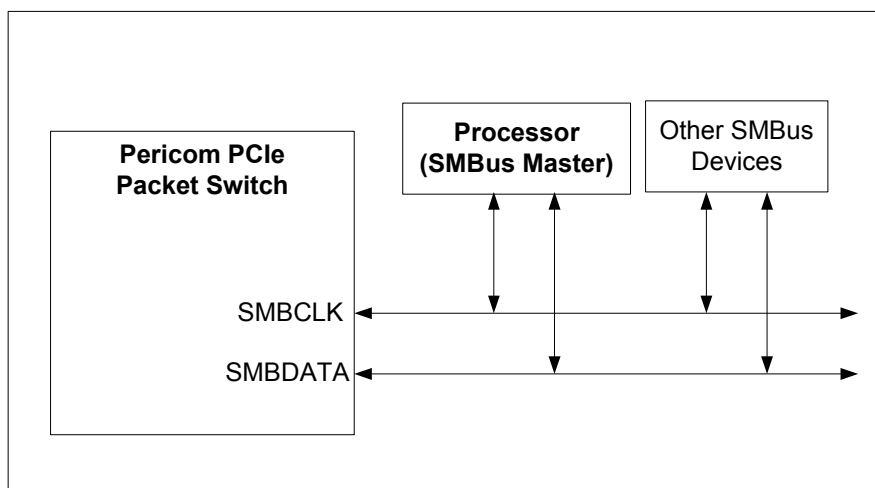 Pericom PCIe
Packet Switch
Processor
(SMBus Master)
Other SMBus
Devices
SMBCLK
SMBDATA